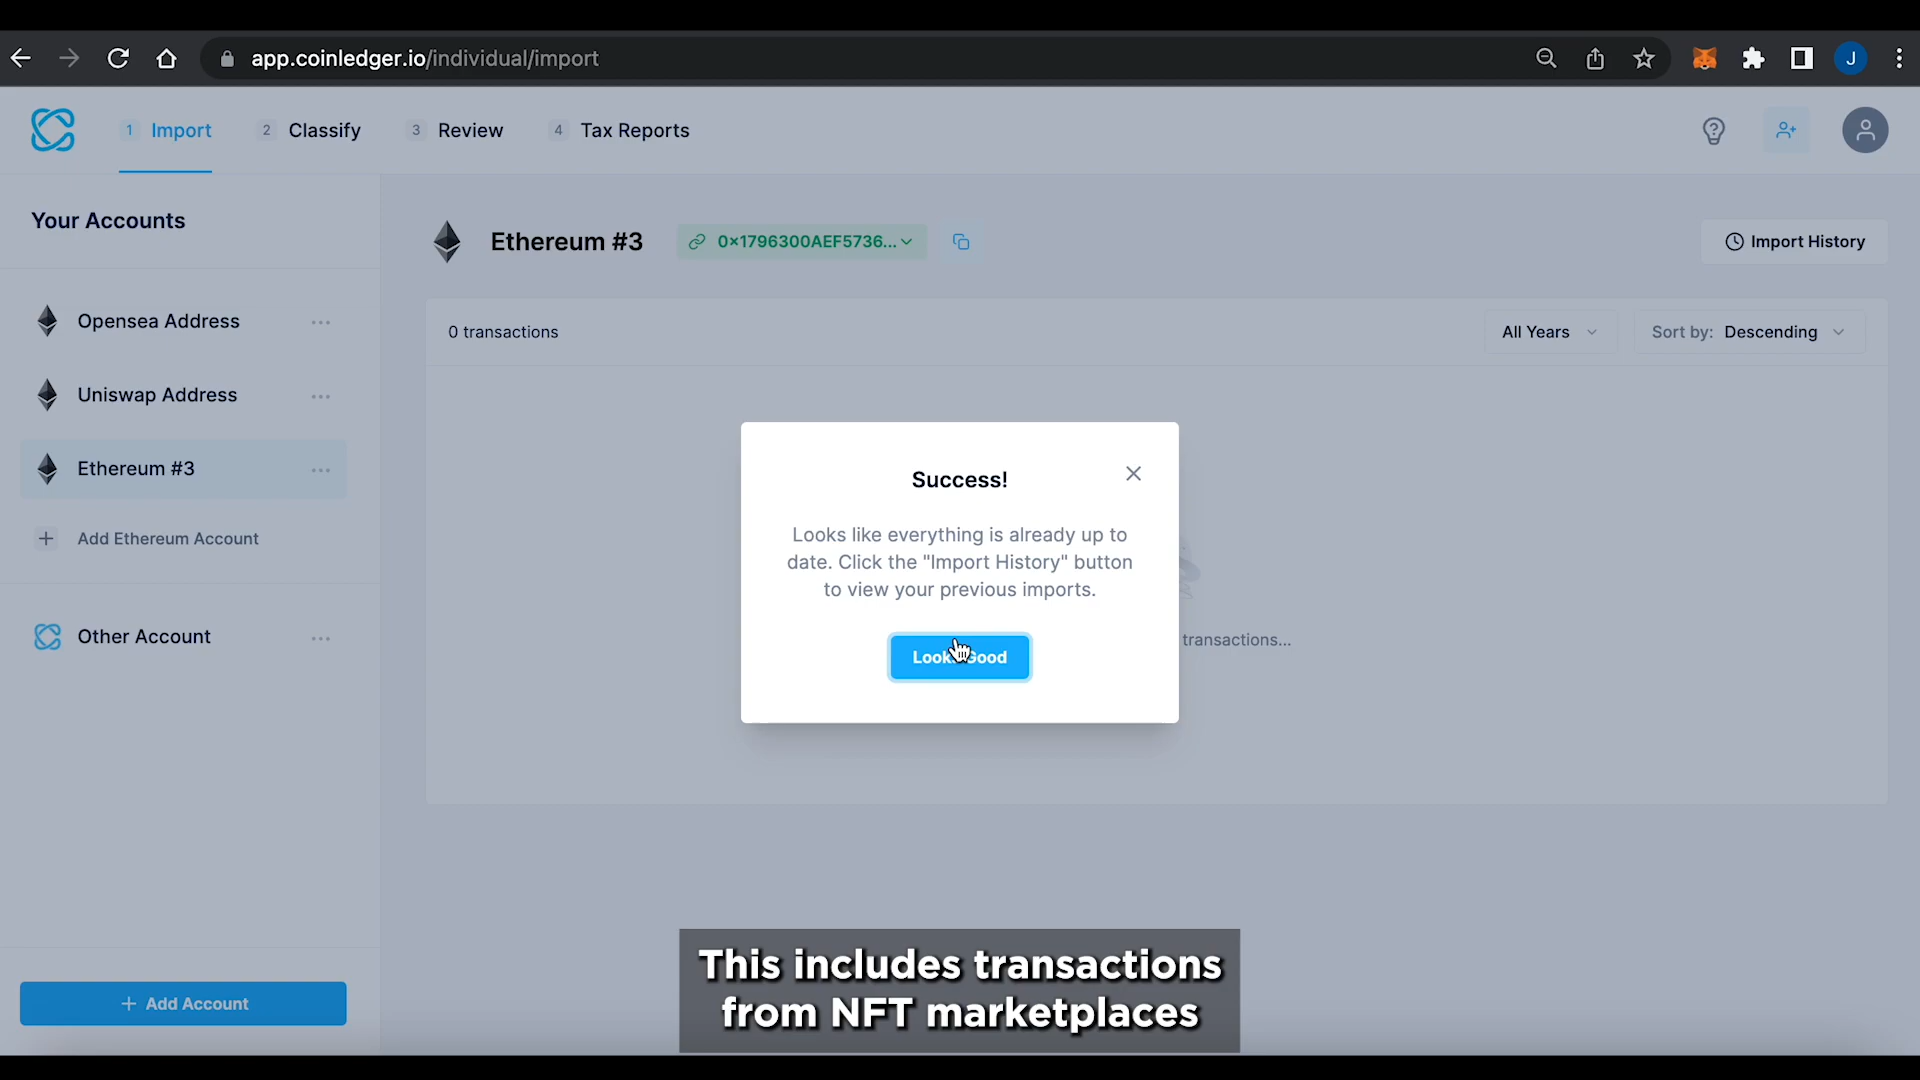 app.coinledger.io/individual/import
J
1 Import
2 Classify
3 Review
4 Tax Reports
Your Accounts
Opensea Address
Uniswap Address
Ethereum #3
+ Add Ethereum Account
Other Account
+ Add Account
Ethereum #3
0x1796300AEF5736...
Import History
0 transactions
All Years
Sort by: Descending
Success!
Looks like everything is already up to
date. Click the "Import History" button
to view your previous imports.
Good
transactions...
This includes transactions
from NFT marketplaces